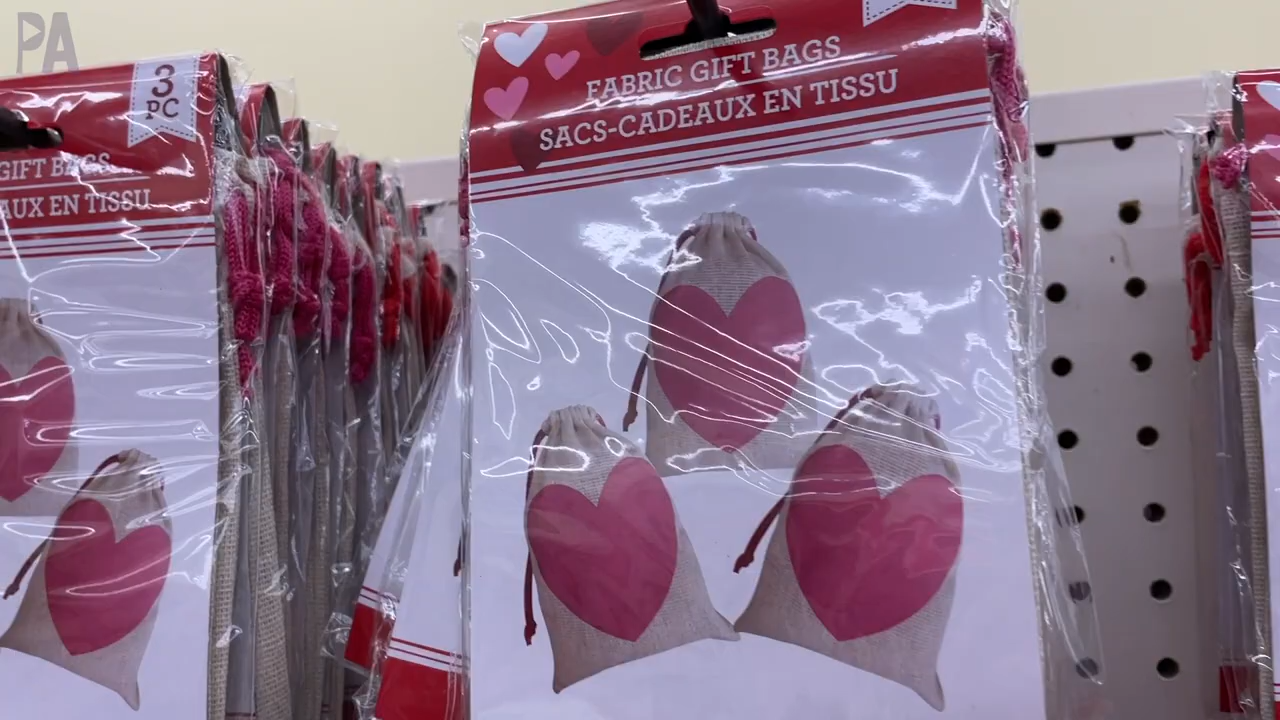 PA
3
PC
GIFT BAGS
AUX EN TISSU
FABRIC GIFT BAGS
SACS-CADEAUX EN TISSU